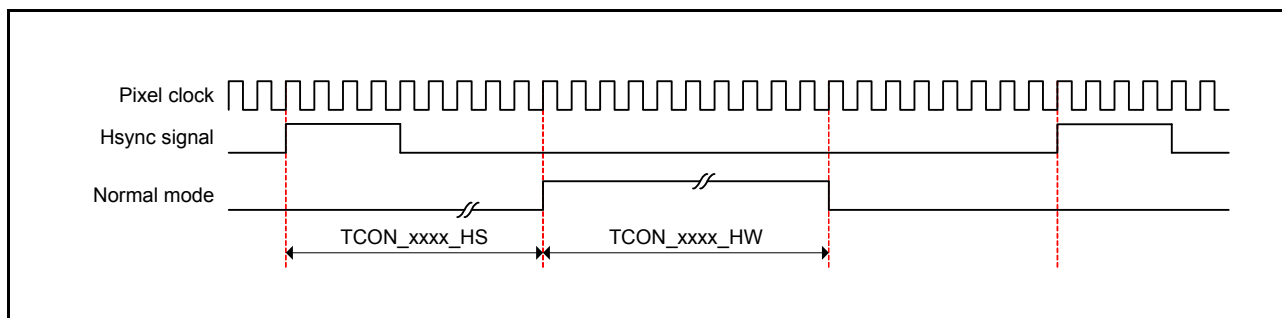 Pixel clock
Hsync signal
Normal mode
TCON_xxxx_HS
TCON_xxxx_HW